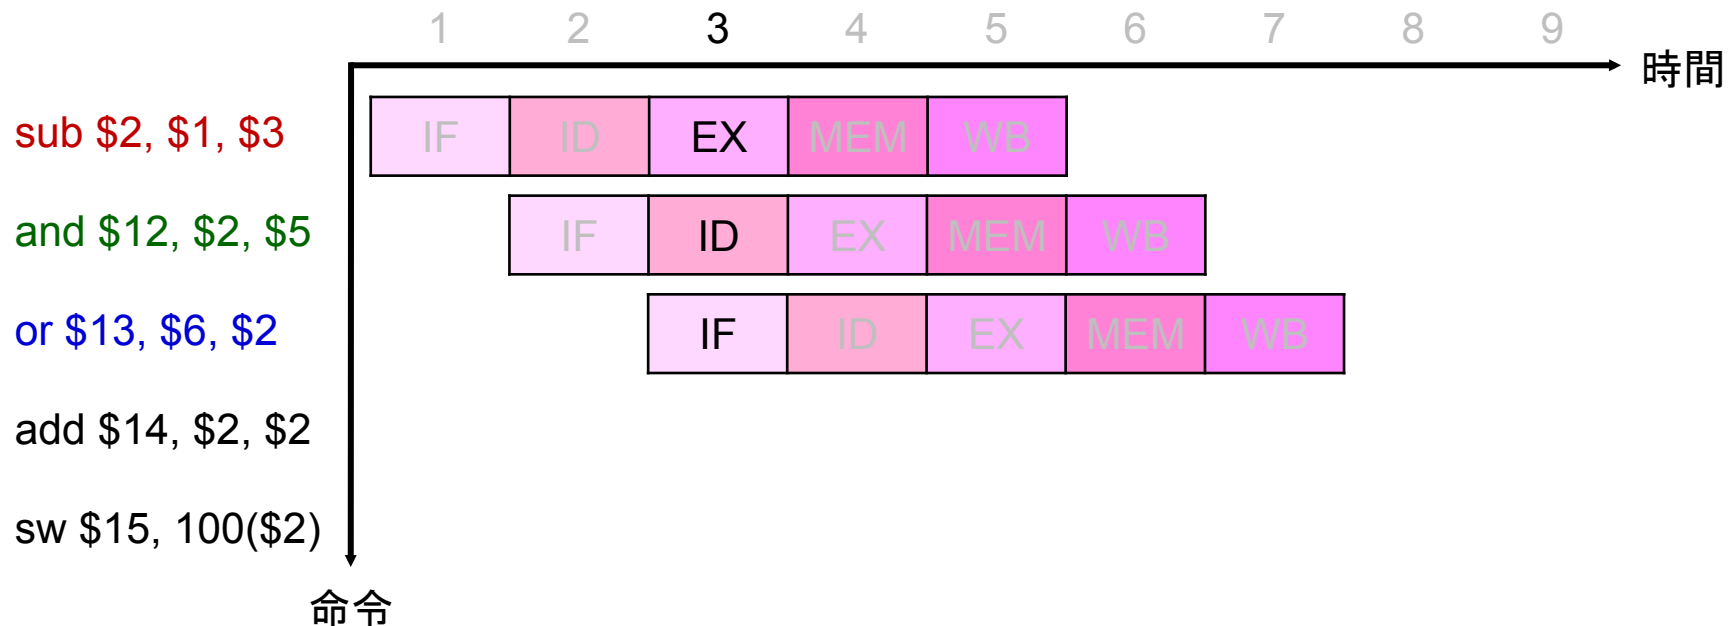 1 2 3 4 5 6 7 8 9
時間
sub $2, $1, $3 IF ID EX MEM WB
and $12, $2, $5 IF ID EX MEM WB
or $13, $6, $2 IF ID EX MEM WB
add $14, $2, $2
sw $15, 100($2)
命令